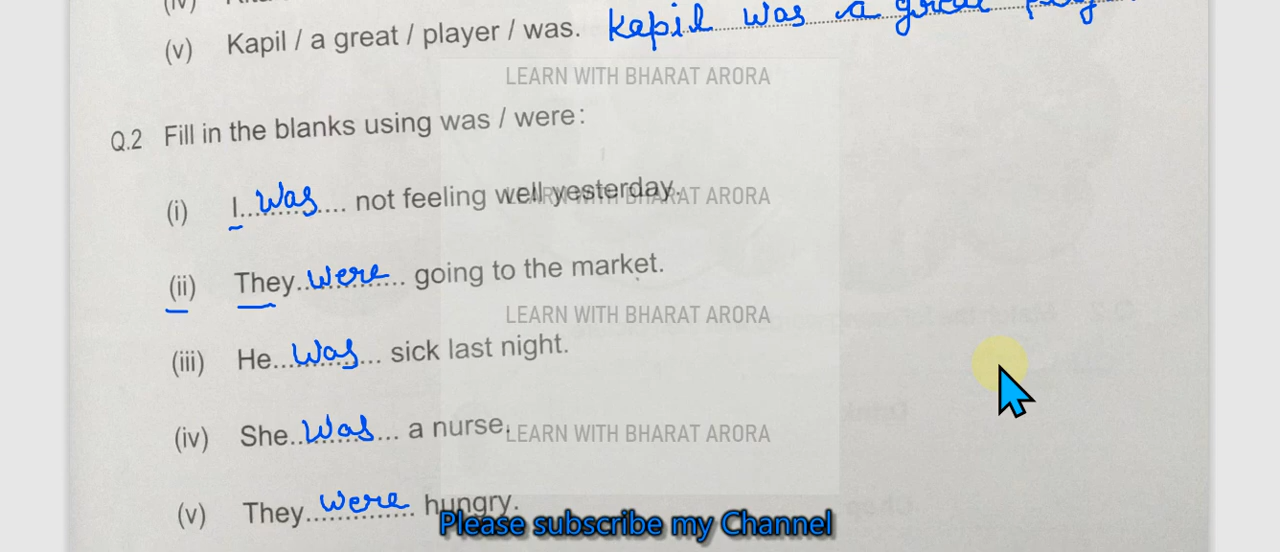 (v) Kapil / a great / player / was. Kapil was a great
LEARN WITH BHARAT ARORA
Q.2 Fill in the blanks using was / were:
(i) I...Was.... not feeling well yesterday.
LEARN WITH BHARAT ARORA
(ii) They..were.... going to the market.
LEARN WITH BHARAT ARORA
(iii) He...Was... sick last night.
(iv) She..Was... a nurse.
LEARN WITH BHARAT ARORA
(v) They..were.... hungry.
Please subscribe my Channel